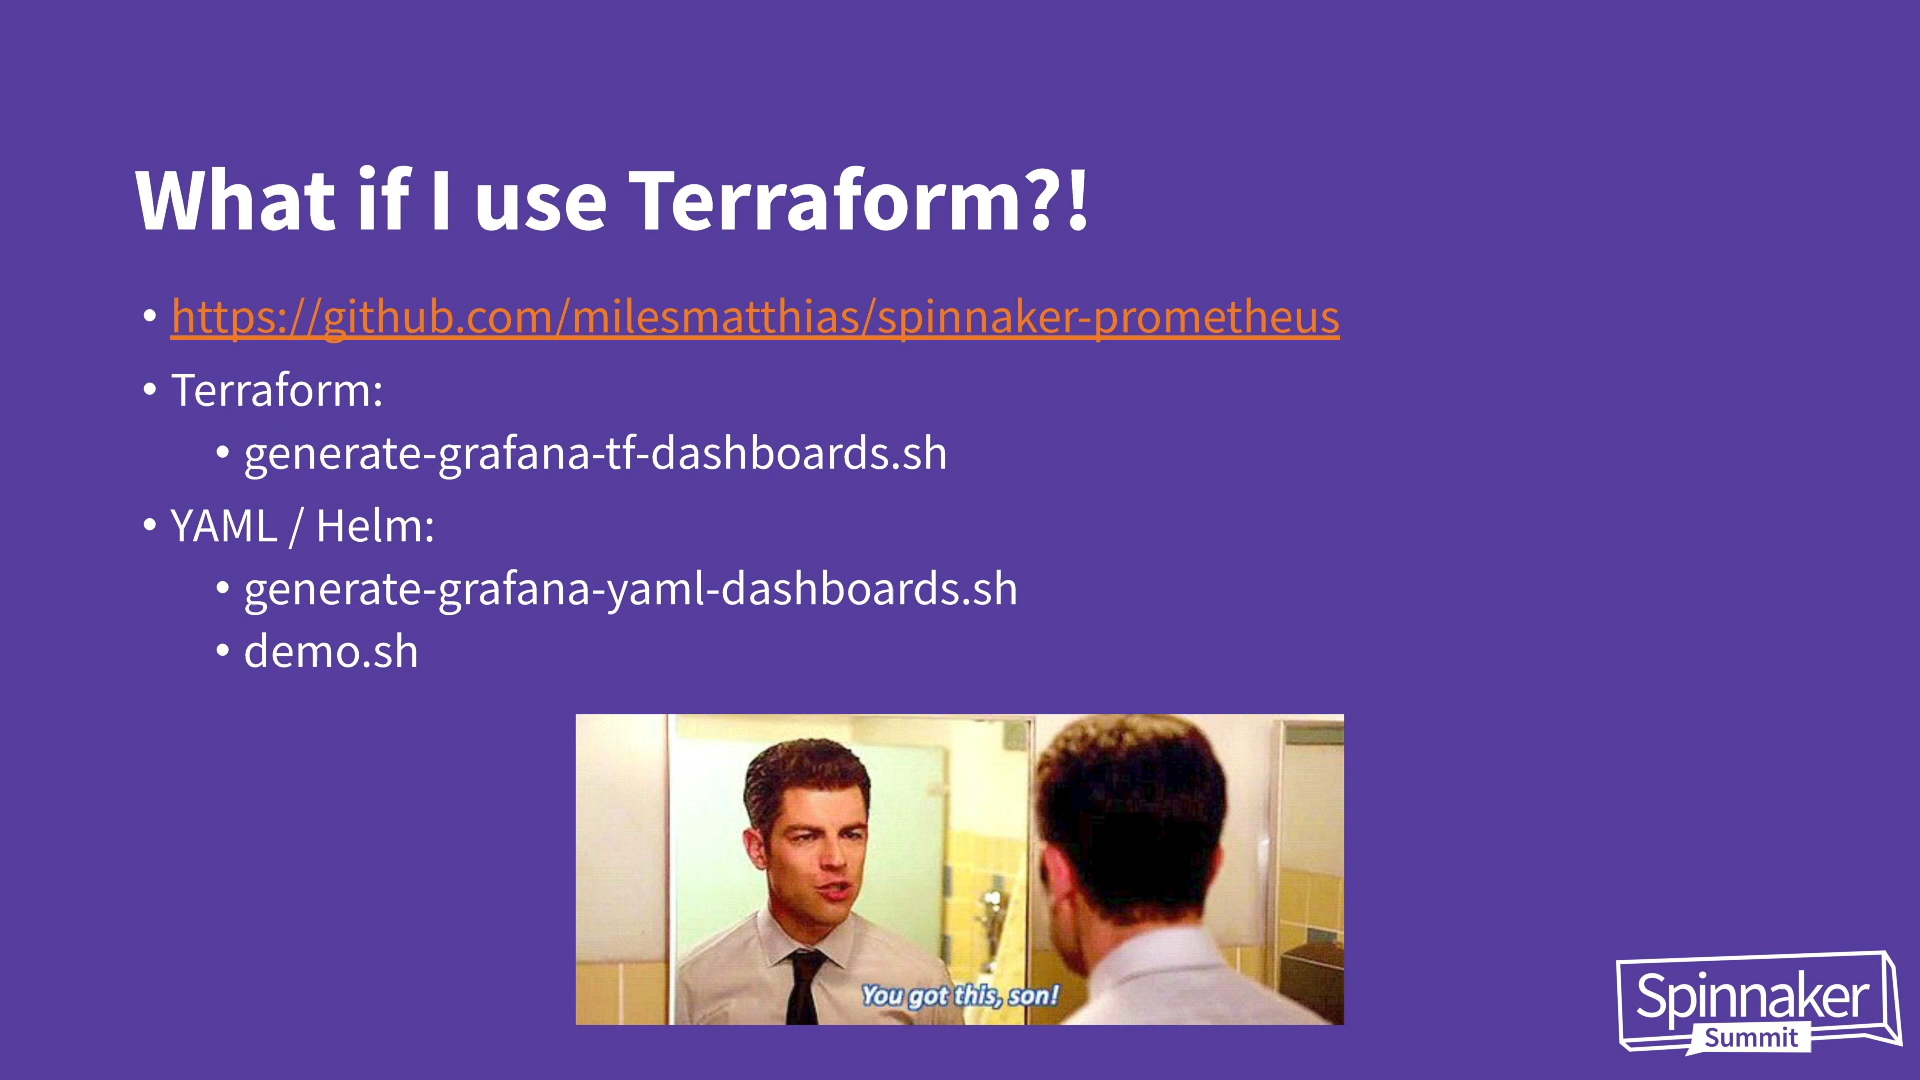 What if I use Terraform?!
• https://github.com/milesmatthias/spinnaker-prometheus
• Terraform:
• generate-grafana-tf-dashboards.sh
• YAML / Helm:
• generate-grafana-yaml-dashboards.sh
• demo.sh
You got this, son!
Spinnaker
Summit